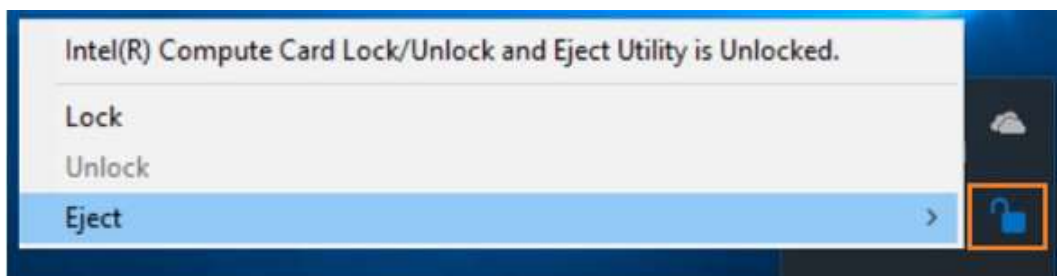 Intel(R) Compute Card Lock/Unlock and Eject Utility is Unlocked.
Lock
Unlock
Eject